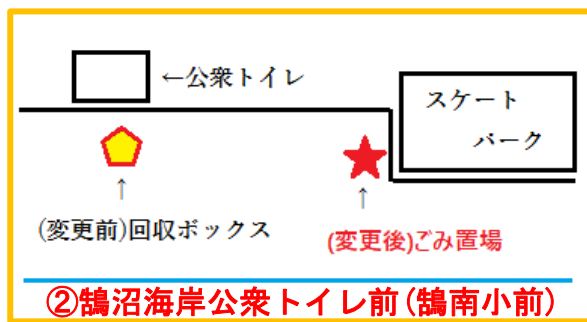 ←公衆トイレ
スケート
パーク
↑
(変更前)回収ボックス
↑
(変更後)ごみ置場
②鵠沼海岸公衆トイレ前(鵠南小前)